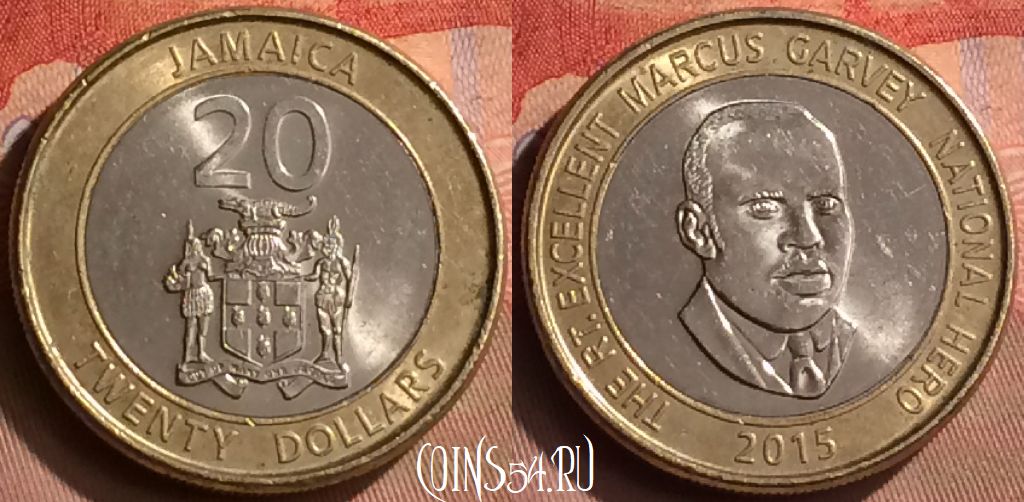 JAMAICA
20
TWENTY DOLLARS
THE RT. EXCELLENT MARCUS GARVEY NATIONAL HERO
2015
COINS54.RU